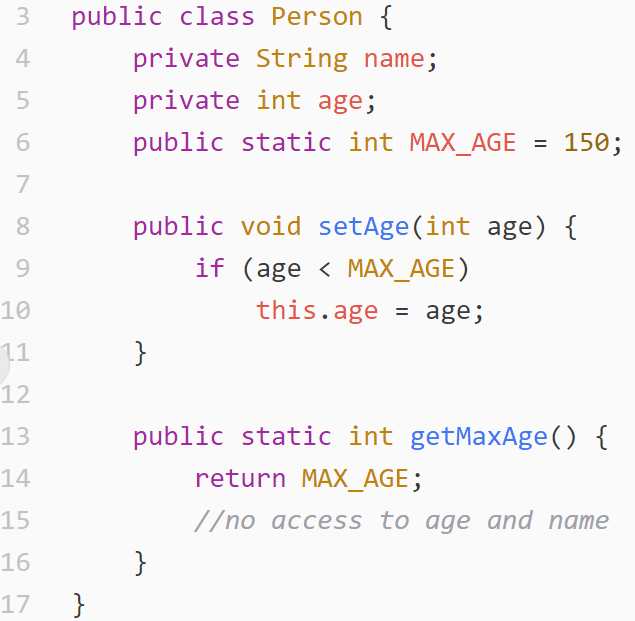 3 public class Person {
4     private String name;
5     private int age;
6     public static int MAX_AGE = 150;
7
8     public void setAge(int age) {
9         if (age < MAX_AGE)
10             this.age = age;
11     }
12
13     public static int getMaxAge() {
14         return MAX_AGE;
15         //no access to age and name
16     }
17 }